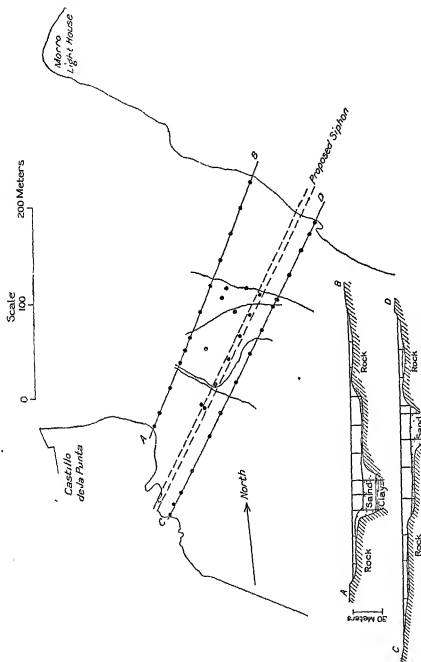 Morro
Light House
Scale
0 100 200 Meters
Castillo
de la Punta
A
B
C
D
Proposed Siphon
North
A
B
Rock
Sand
Clay
Rock
30 Meters
C
D
Rock
Sand
Rock